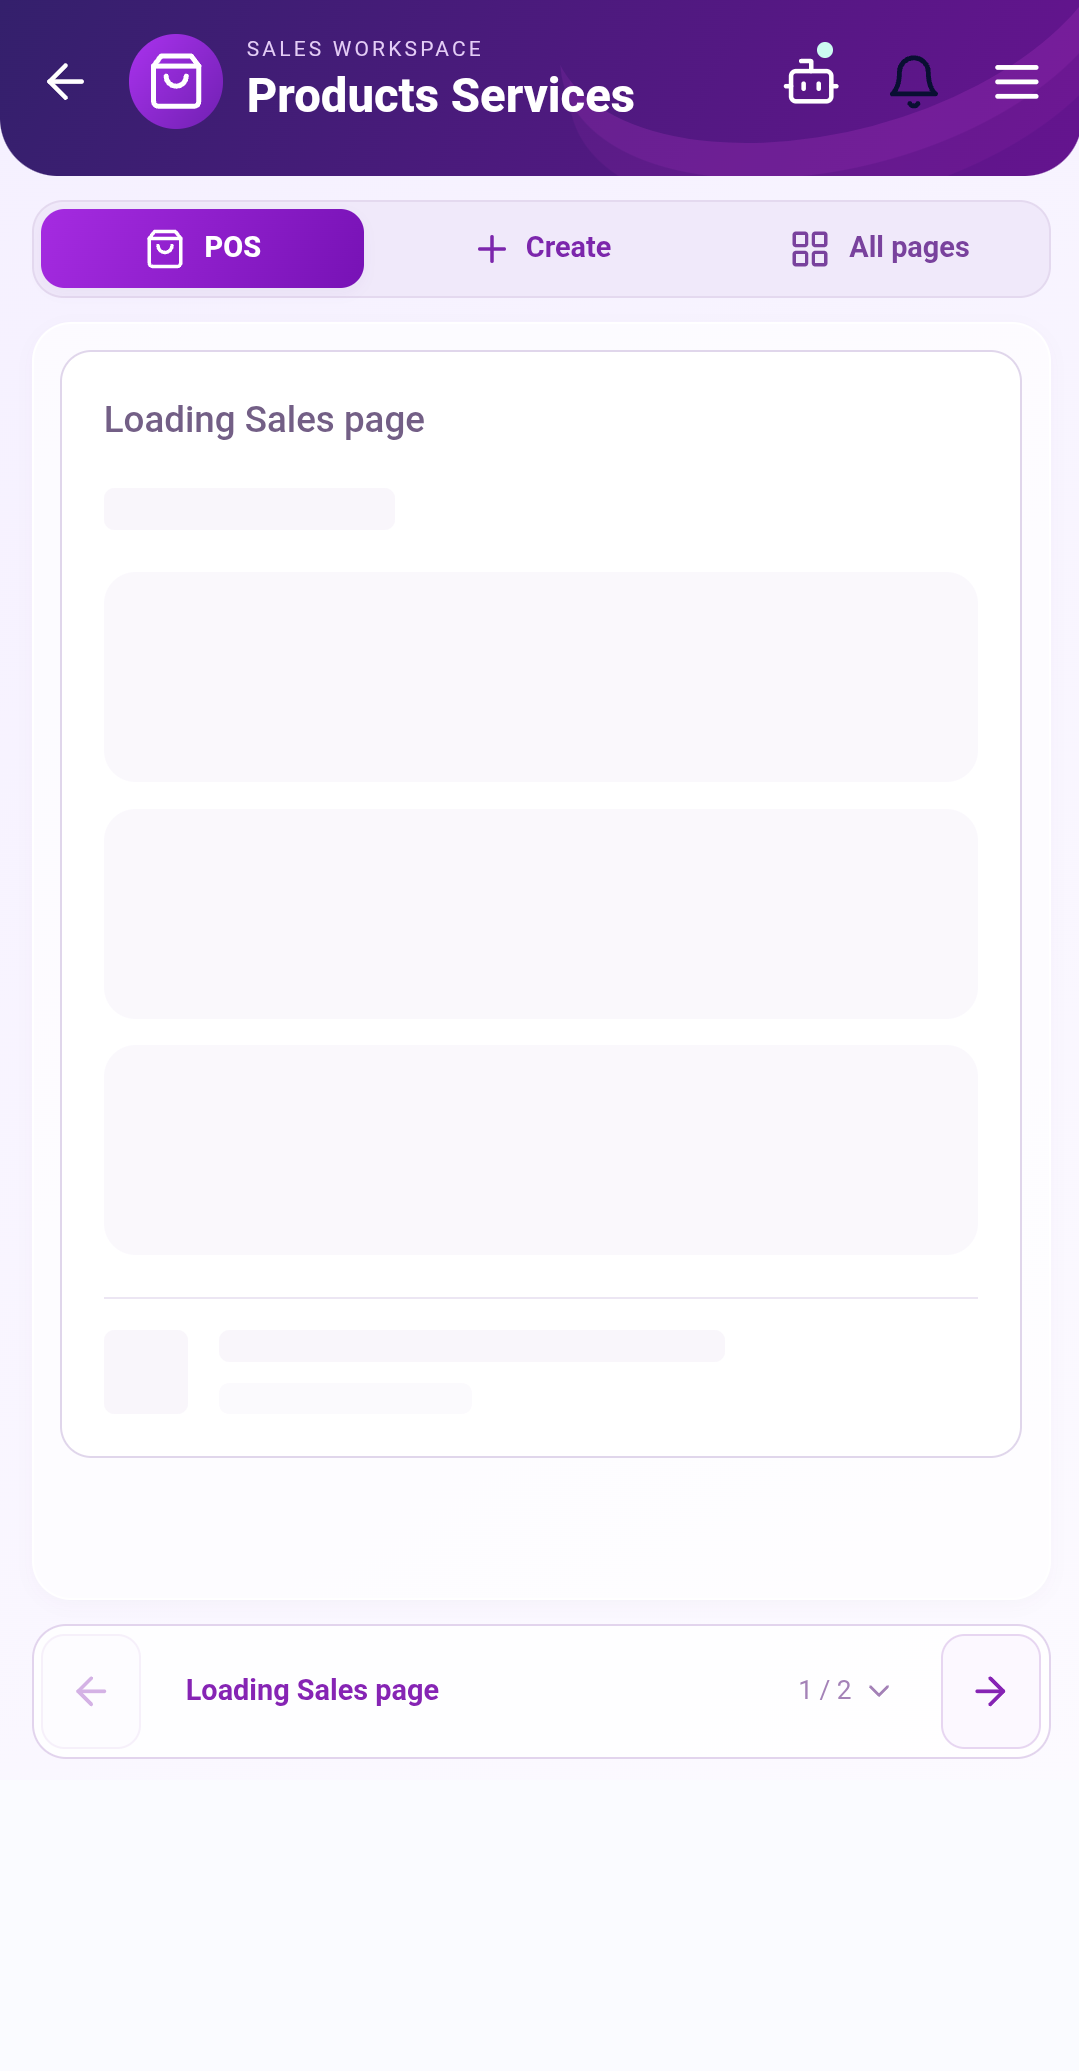 SALES WORKSPACE
Products Services
POS
Create
All pages
Loading Sales page
Loading Sales page
1 / 2